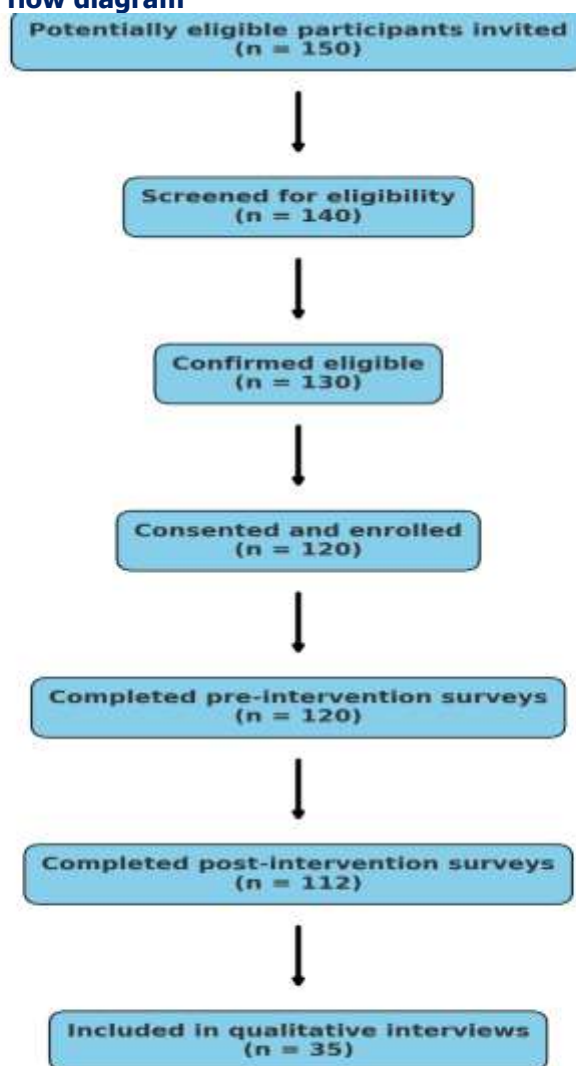 flow diagram
Potentially eligible participants invited
(n = 150)
Screened for eligibility
(n = 140)
Confirmed eligible
(n = 130)
Consented and enrolled
(n = 120)
Completed pre-intervention surveys
(n = 120)
Completed post-intervention surveys
(n = 112)
Included in qualitative interviews
(n = 35)